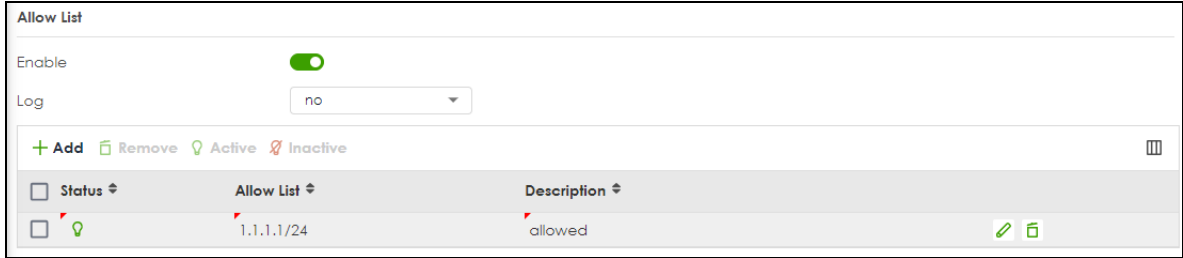 Allow List
Enable
Log no
Add Remove Active Inactive
Status Allow List Description
1.1.1.1/24 allowed